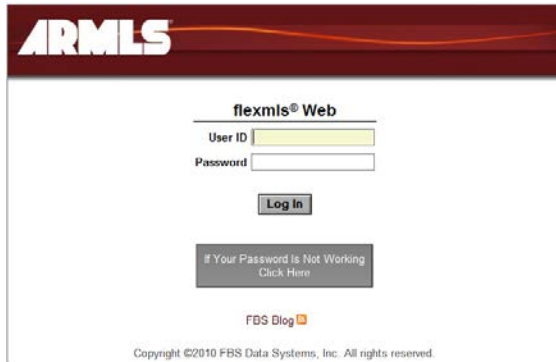 ARMLS
flexmls® Web
User ID
Password
Log In
If Your Password Is Not Working
Click Here
FBS Blog
Copyright ©2010 FBS Data Systems, Inc. All rights reserved.